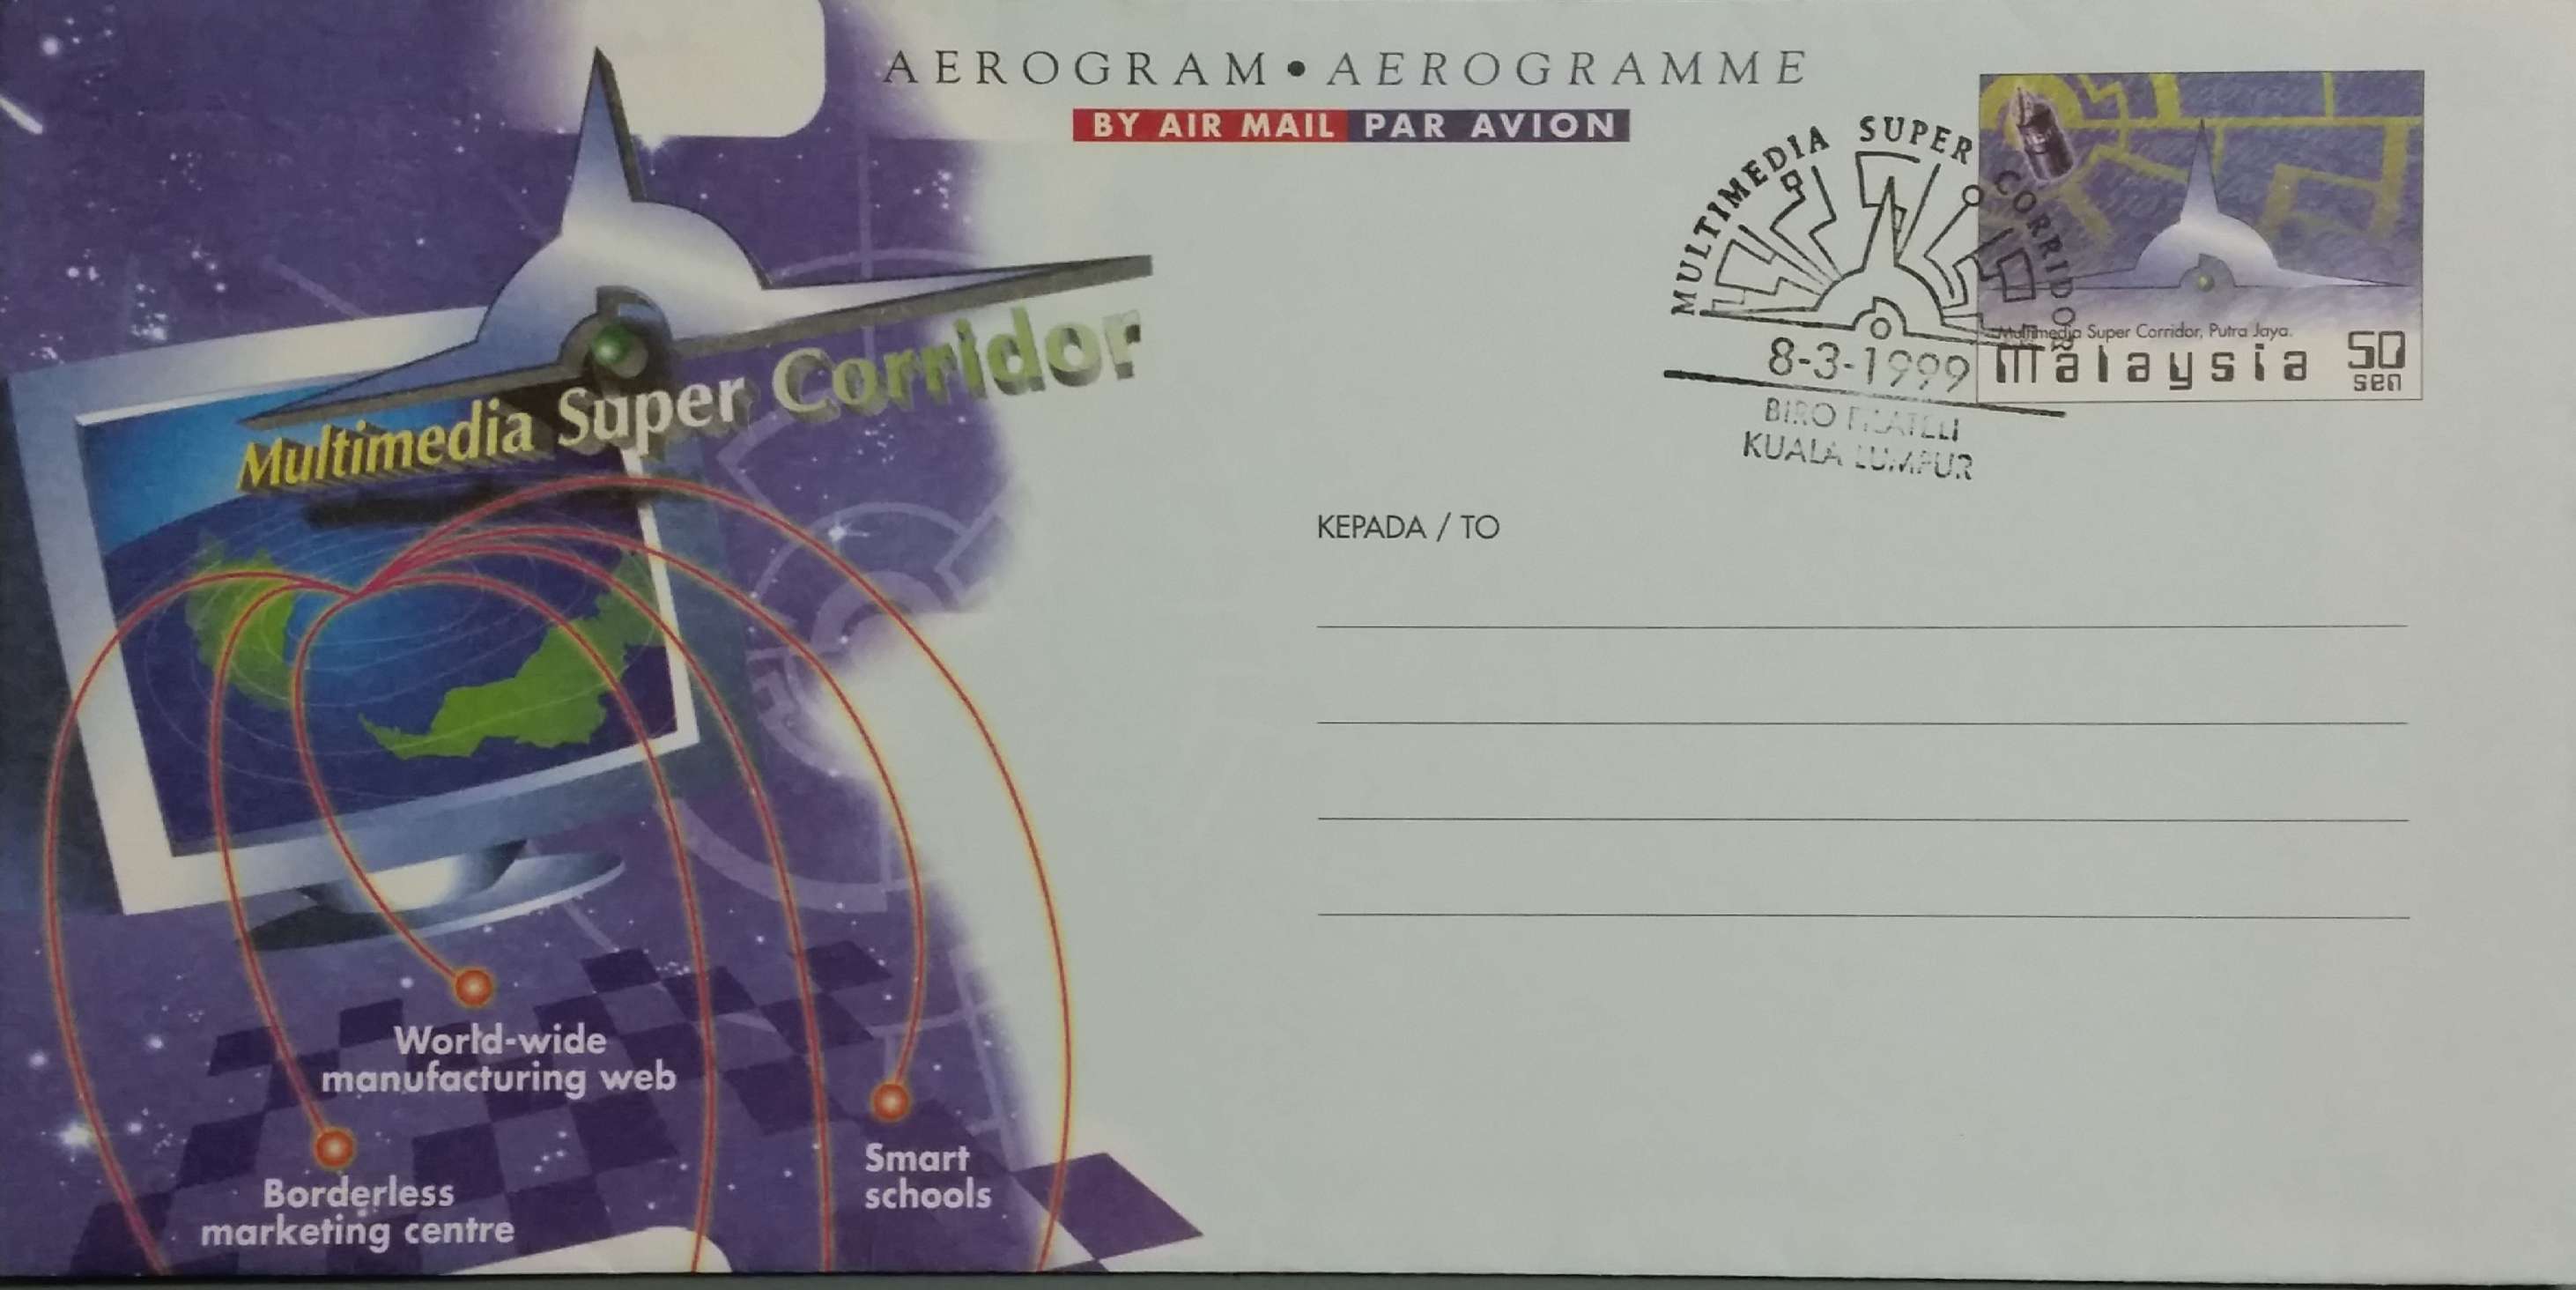 AEROGRAM • AEROGRAMME
BY AIR MAIL PAR AVION
MULTIMEDIA SUPER CORRIDOR
8-3-1999
BIRO FILATELI
KUALA LUMPUR
Multimedia Super Corridor, Putra Jaya.
malaysia 50
sen
Multimedia Super Corridor
KEPADA / TO
World-wide
manufacturing web
Borderless
marketing centre
Smart
schools